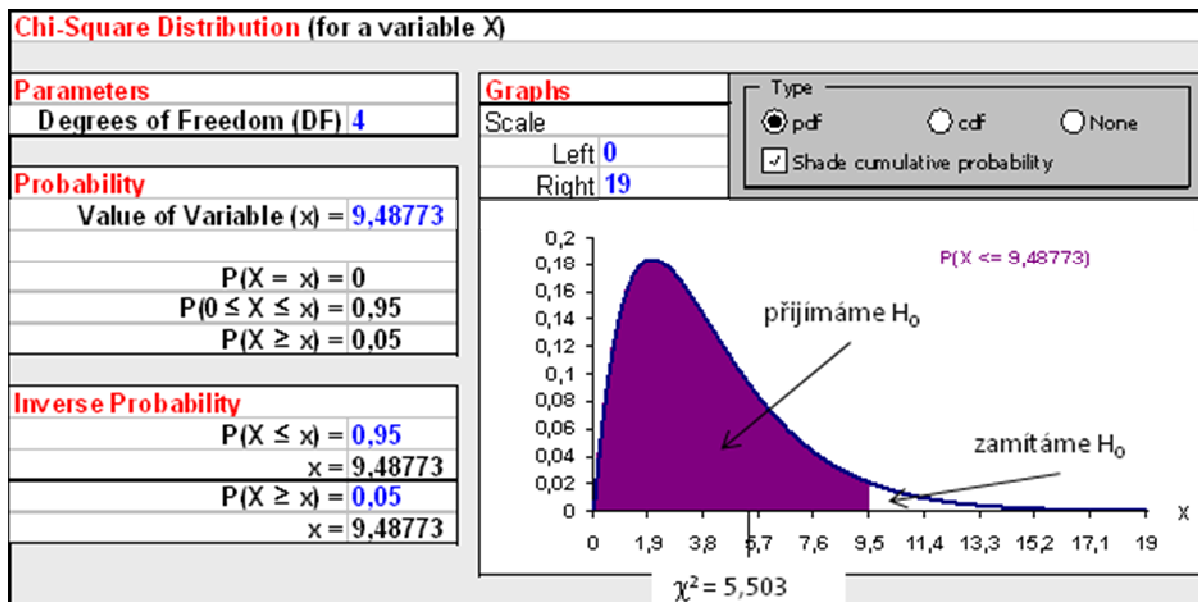 Chi-Square Distribution (for a variable X)
Parameters
Degrees of Freedom (DF) 4
Probability
Value of Variable (x) = 9,48773
P(X = x) = 0
P(0 ≤ X ≤ x) = 0,95
P(X ≥ x) = 0,05
Inverse Probability
P(X ≤ x) = 0,95
x = 9,48773
P(X ≥ x) = 0,05
x = 9,48773
Graphs
Scale
Left 0
Right 19
Type
pdf cdf None
Shade cumulative probability
P(X <= 9,48773)
0,2
0,18
0,16
0,14
0,12
0,1
0,08
0,06
0,04
0,02
0
přijímáme H₀
zamítáme H₀
X
0 1,9 3,8 5,7 7,6 9,5 11,4 13,3 15,2 17,1 19
χ² = 5,503